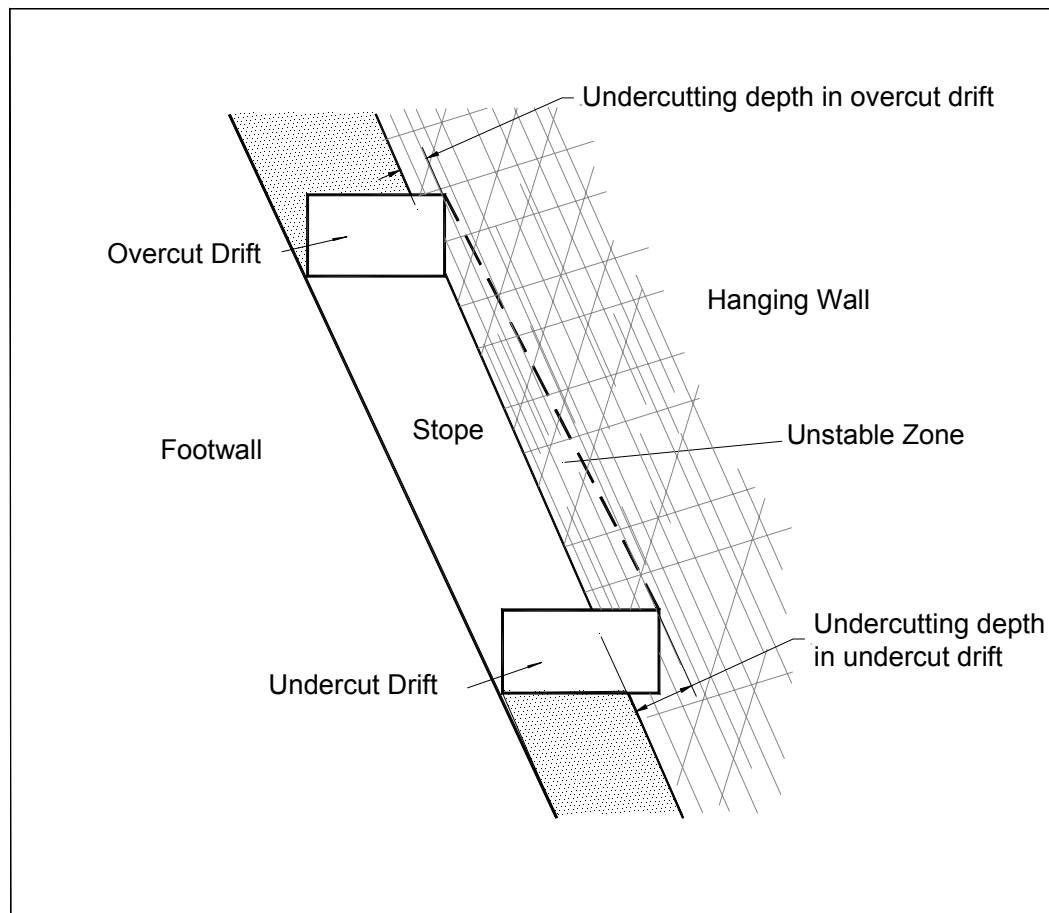 Undercutting depth in overcut drift
Overcut Drift
Hanging Wall
Stope
Footwall
Unstable Zone
Undercutting depth
in undercut drift
Undercut Drift